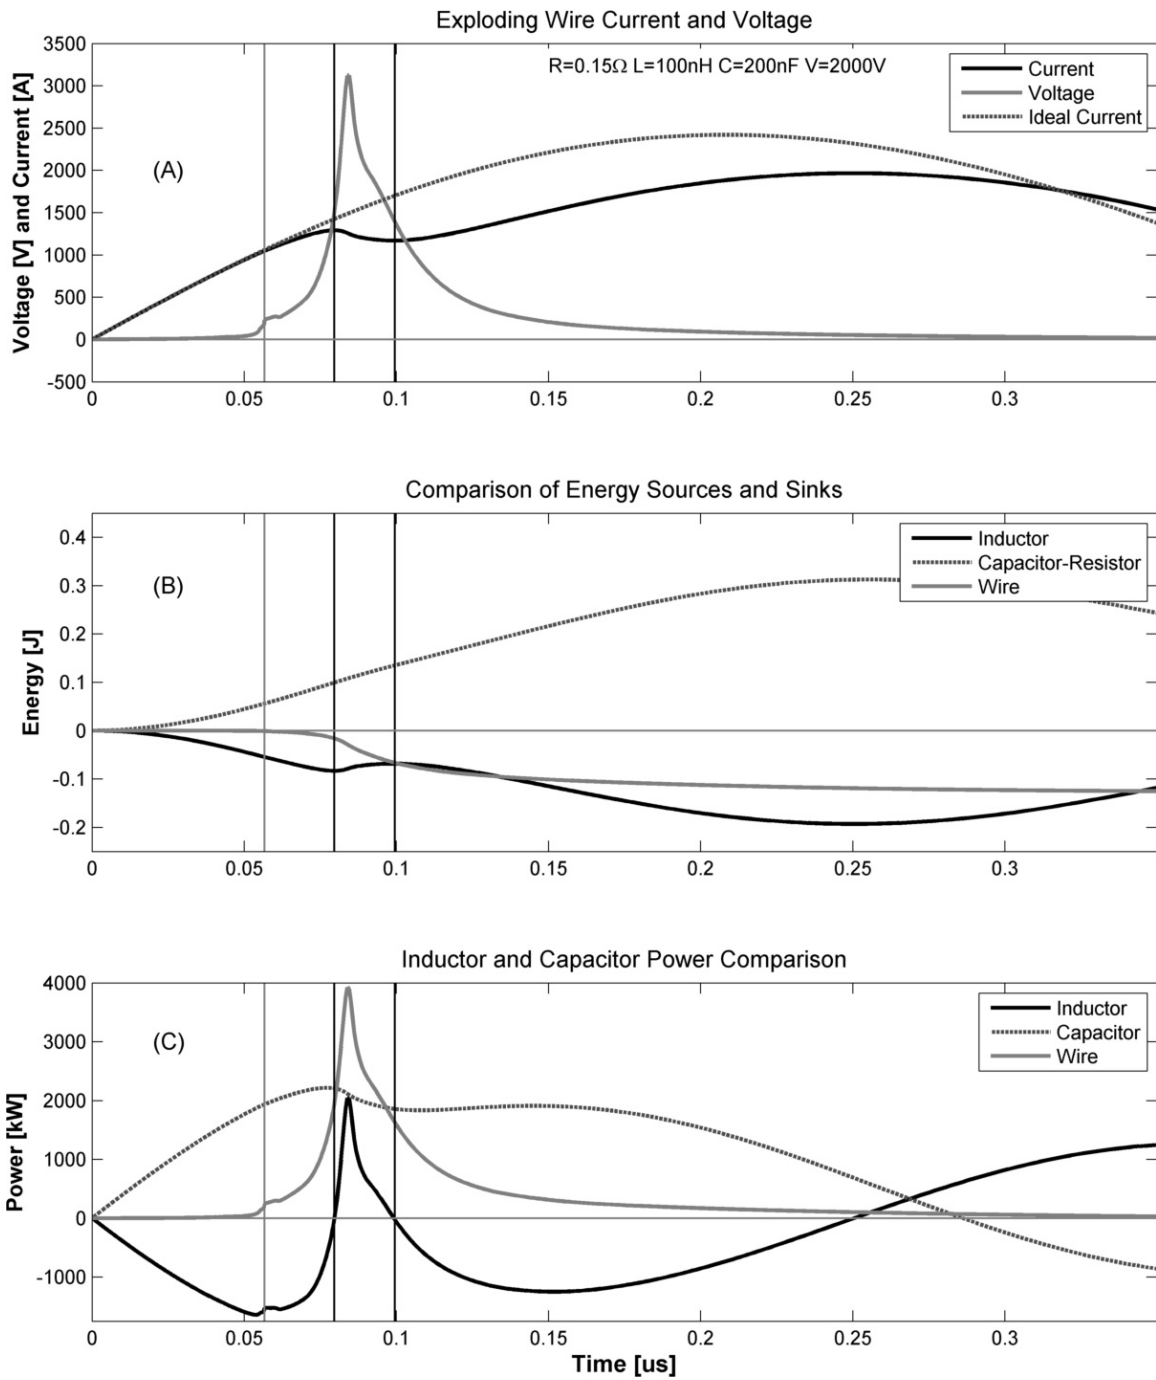 Exploding Wire Current and Voltage
3500
3000
2500
2000
1500
1000
500
0
-500
Voltage [V] and Current [A]
(A)
R=0.15Ω L=100nH C=200nF V=2000V
Current
Voltage
Ideal Current
0 0.05 0.1 0.15 0.2 0.25 0.3
Comparison of Energy Sources and Sinks
0.4
0.3
0.2
0.1
0
-0.1
-0.2
Energy [J]
(B)
Inductor
Capacitor-Resistor
Wire
0 0.05 0.1 0.15 0.2 0.25 0.3
Inductor and Capacitor Power Comparison
4000
3000
2000
1000
0
-1000
Power [kW]
(C)
Inductor
Capacitor
Wire
0 0.05 0.1 0.15 0.2 0.25 0.3
Time [us]